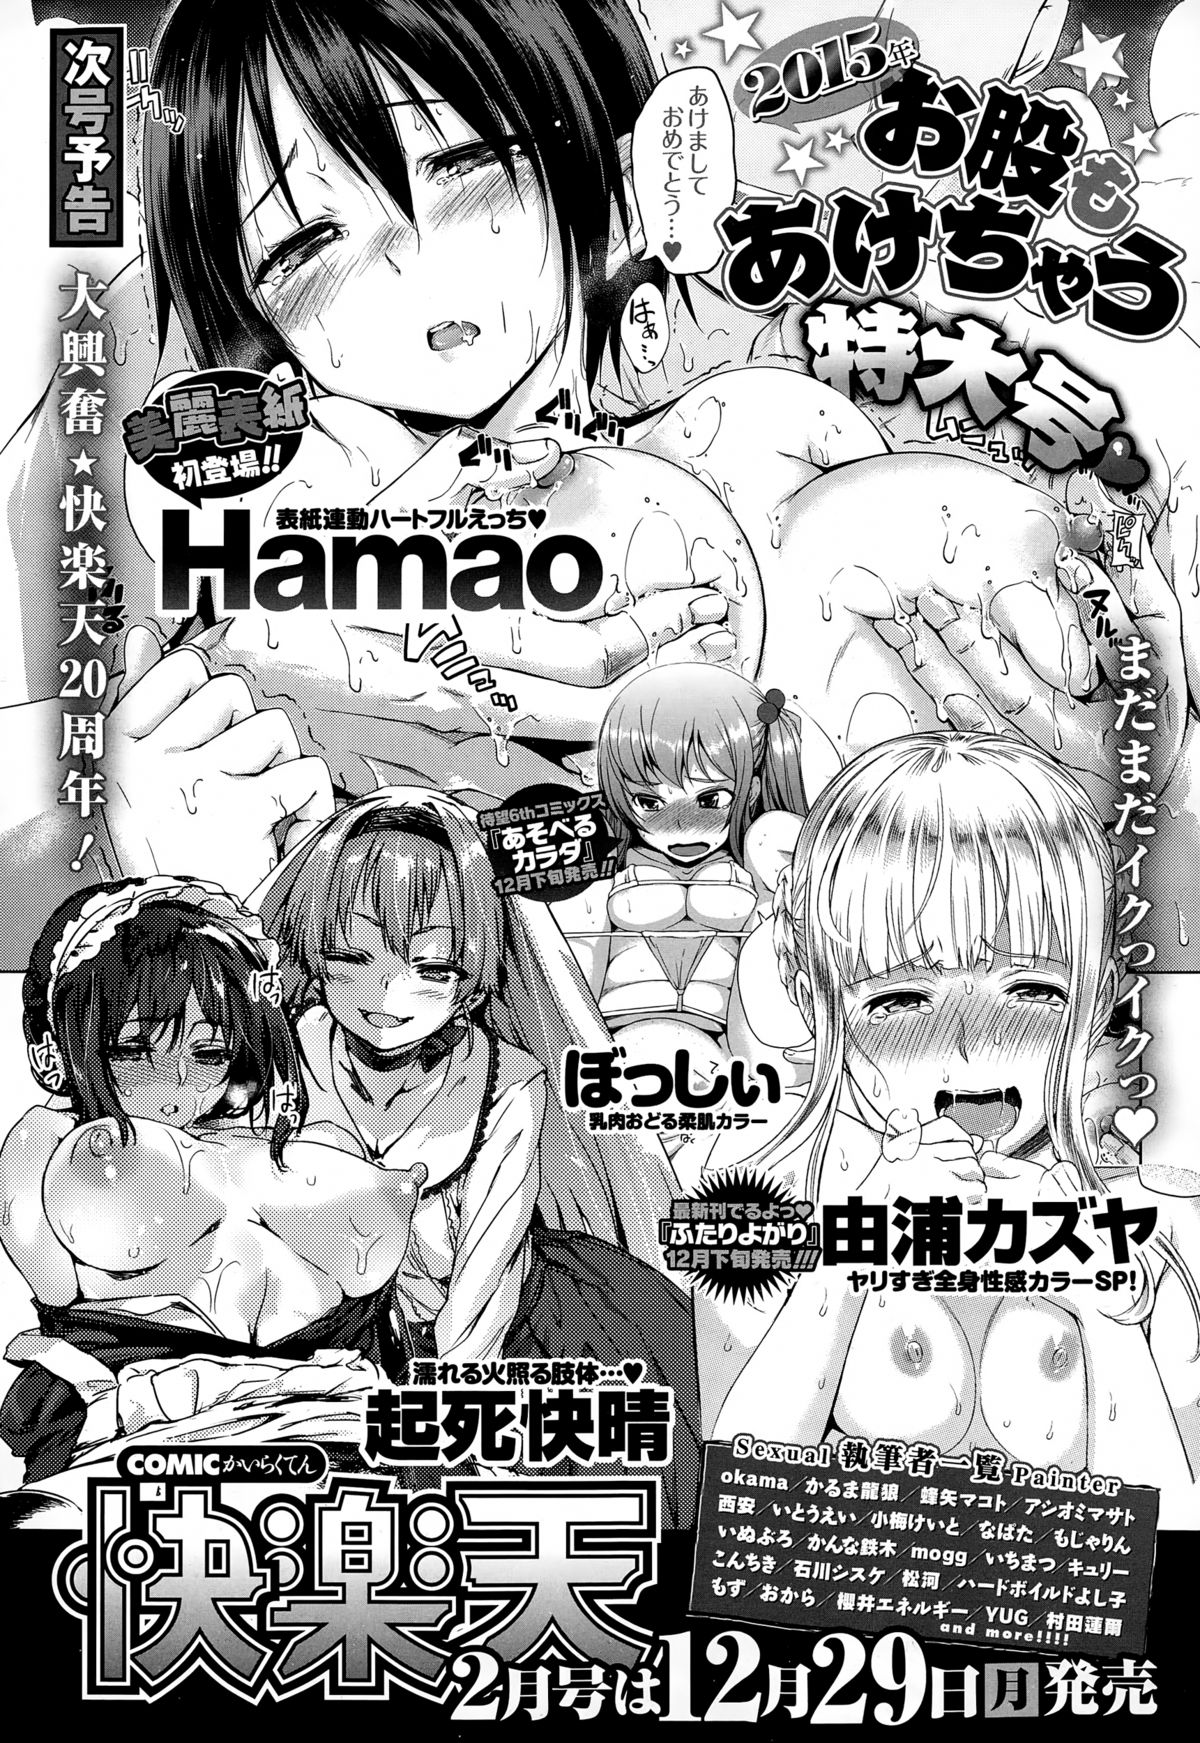 次号予告
大興奮★快楽天20周年！
2015年
お股も
あけちゃう
特大号
あけまして
おめでとう…♥
はぁ…
美麗表紙
初登場!!
表紙連動ハートフルえっち♥
Hamao
まだまだイクっイクっ♥
待望6thコミックス
『あそべる
カラダ』
12月下旬発売!!
ぼっしぃ
乳肉おどる柔肌カラー
最新刊でるよっ♥
『ふたりよがり』
12月下旬発売!!!
由浦カズヤ
ヤリすぎ全身性感カラーSP!
はっ
はっ
はっ
濡れる火照る肢体…♥
起死快晴
COMICかいらくてん
快楽天
Sexual 執筆者一覧 Painter
okama／かるま龍狼／蜂矢マコト／アシオミマサト
西安／いとうえい／小梅けいと／なぱた／もじゃりん
いぬぶろ／かんな鉄木／mogg／いちまつ／キュリー
こんちき／石川シスケ／松河／ハードボイルドよし子
もず／おから／櫻井エネルギー／YUG／村田蓮爾
and more!!!!
2月号は12月29日月発売